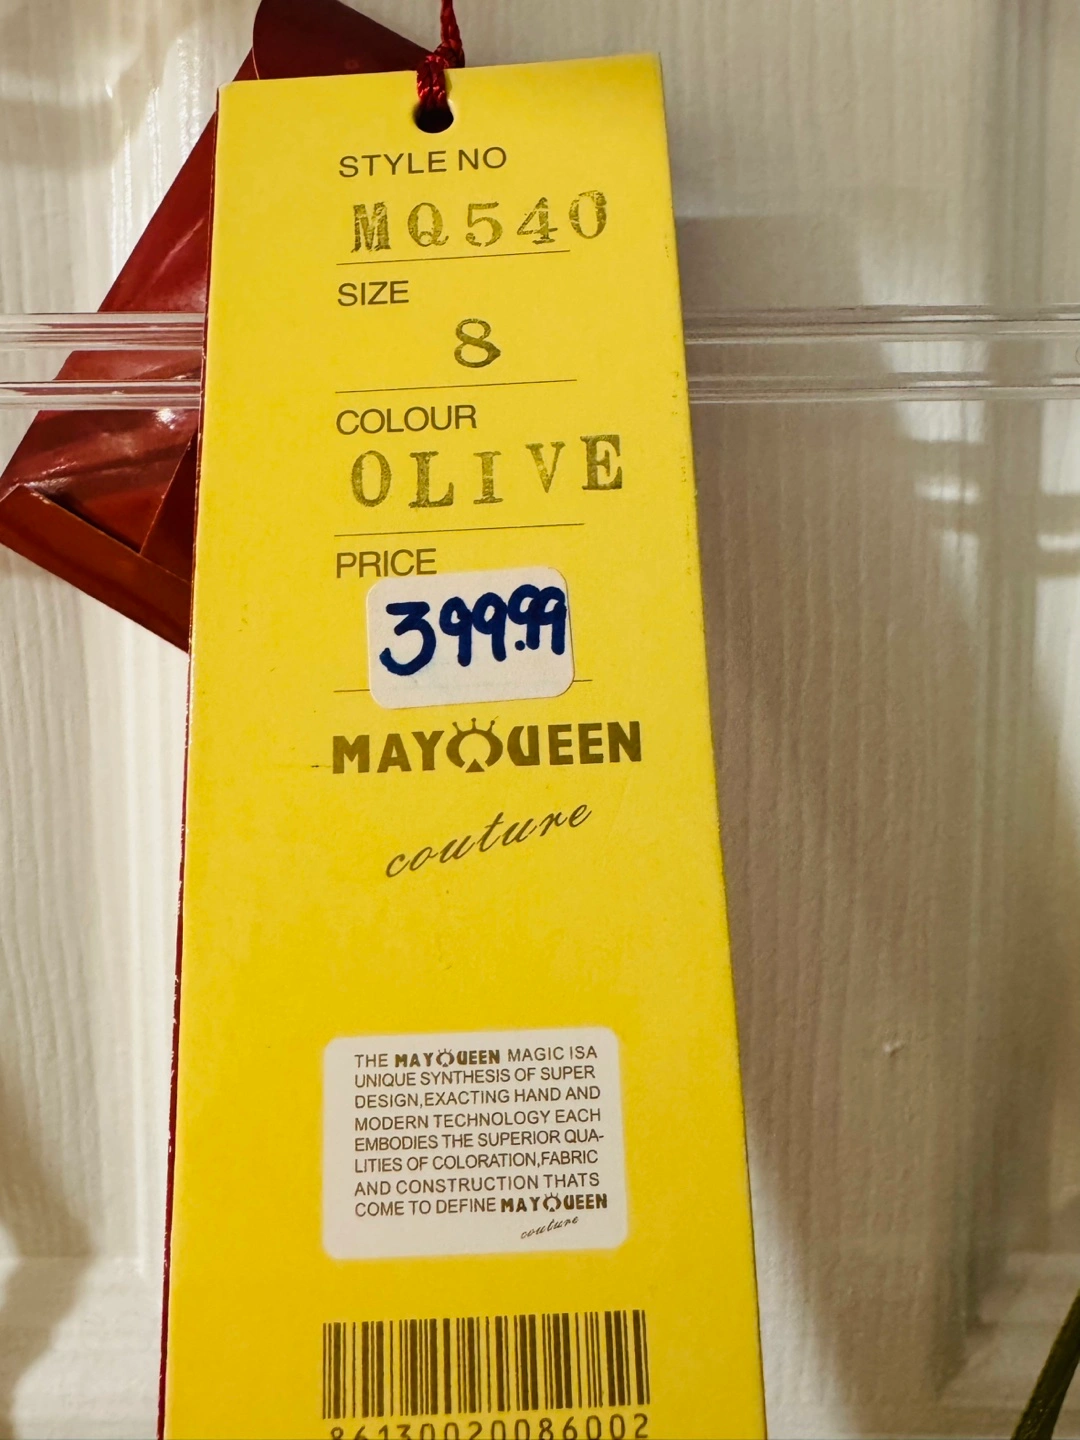 STYLE NO
MQ540
SIZE
8
COLOUR
OLIVE
PRICE
399.99
MAYQUEEN
couture
THE MAYQUEEN MAGIC ISA
UNIQUE SYNTHESIS OF SUPER
DESIGN,EXACTING HAND AND
MODERN TECHNOLOGY EACH
EMBODIES THE SUPERIOR QUA-
LITIES OF COLORATION,FABRIC
AND CONSTRUCTION THATS
COME TO DEFINE MAYQUEEN
couture
86130020086002